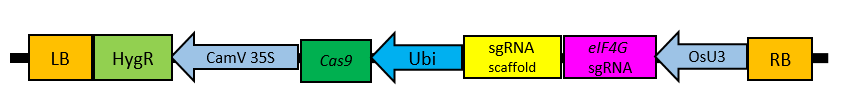 LB
HygR
CamV 35S
Cas9
Ubi
sgRNA
scaffold
eIF4G
sgRNA
OsU3
RB